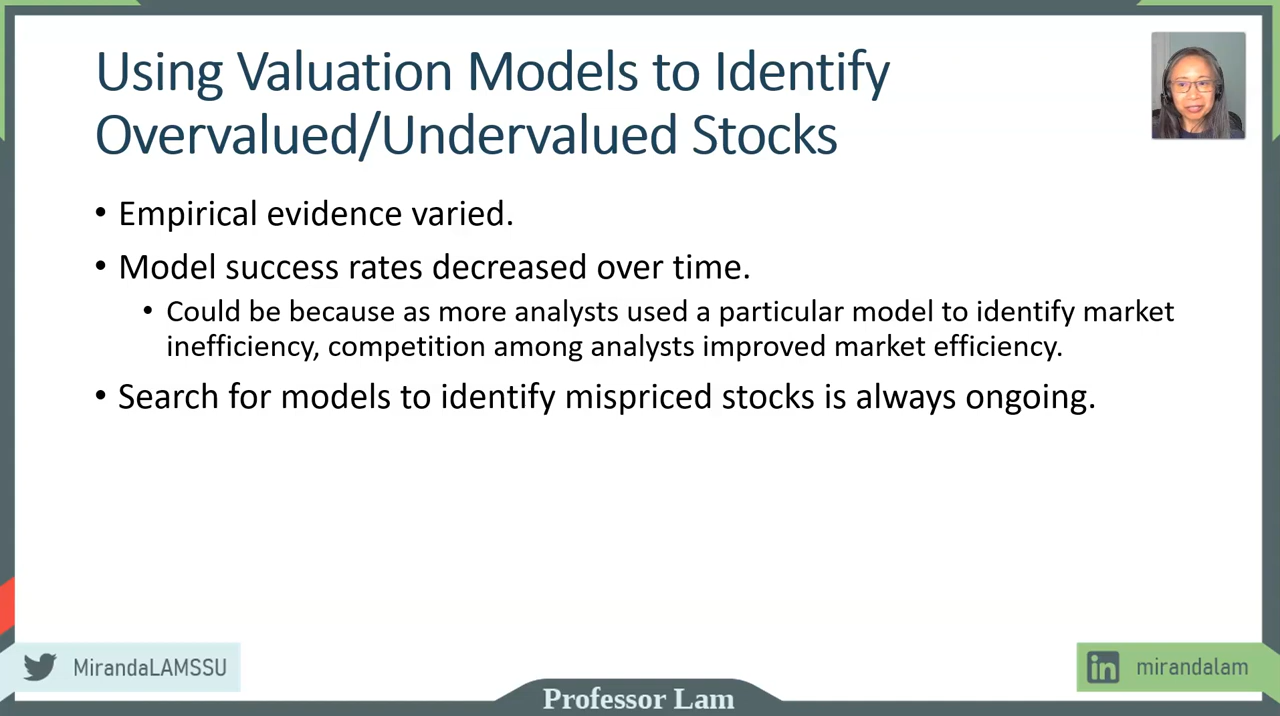 Using Valuation Models to Identify
Overvalued/Undervalued Stocks
• Empirical evidence varied.
• Model success rates decreased over time.
• Could be because as more analysts used a particular model to identify market
inefficiency, competition among analysts improved market efficiency.
• Search for models to identify mispriced stocks is always ongoing.
MirandaLAMSSU
in mirandalam
Professor Lam